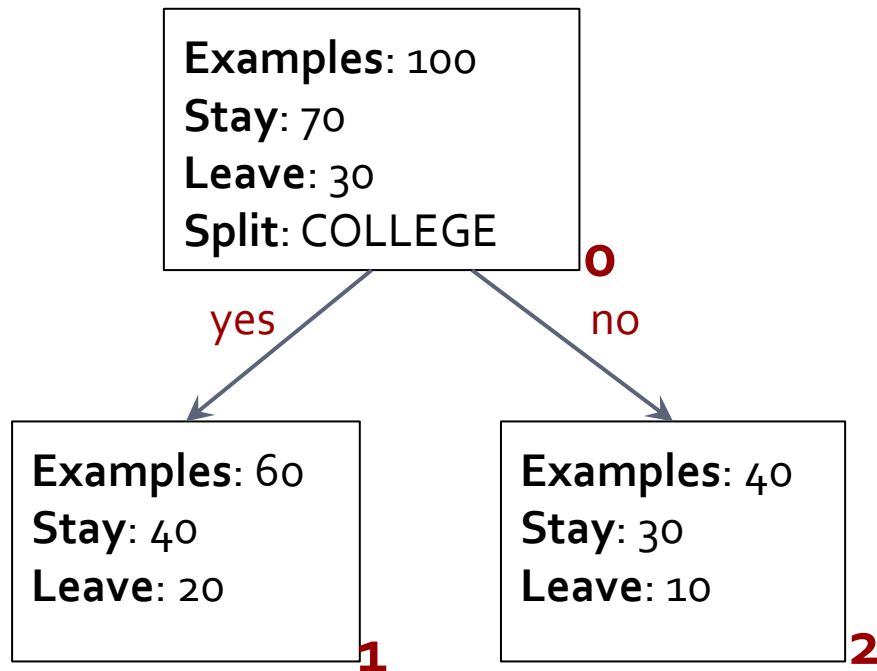 Examples: 100
Stay: 70
Leave: 30
Split: COLLEGE
0
yes
no
Examples: 60
Stay: 40
Leave: 20
1
Examples: 40
Stay: 30
Leave: 10
2